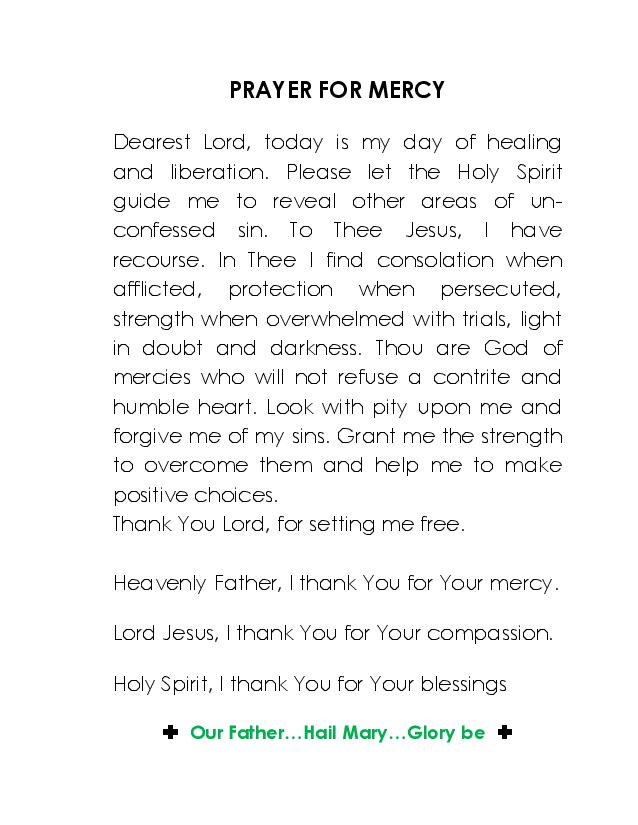 PRAYER FOR MERCY
Dearest Lord, today is my day of healing
and liberation. Please let the Holy Spirit
guide me to reveal other areas of un-
confessed sin. To Thee Jesus, I have
recourse. In Thee I find consolation when
afflicted, protection when persecuted,
strength when overwhelmed with trials, light
in doubt and darkness. Thou are God of
mercies who will not refuse a contrite and
humble heart. Look with pity upon me and
forgive me of my sins. Grant me the strength
to overcome them and help me to make
positive choices.
Thank You Lord, for setting me free.
Heavenly Father, I thank You for Your mercy.
Lord Jesus, I thank You for Your compassion.
Holy Spirit, I thank You for Your blessings
✚ Our Father…Hail Mary…Glory be ✚